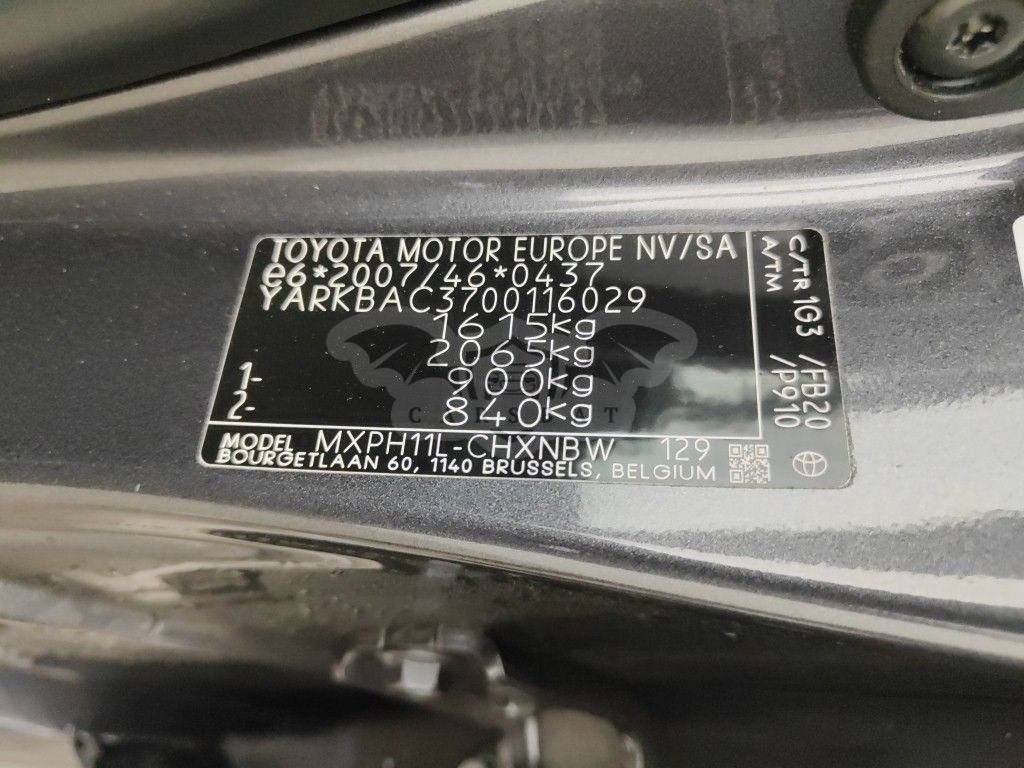 TOYOTA MOTOR EUROPE NV/SA
e6*2007/46*0437
YARKBAC3700116029
1615kg
2065kg
1- 900kg
2- 840kg
MODEL MXPH11L-CHXNBW 129
BOURGETLAAN 60, 1140 BRUSSELS, BELGIUM
C/TR 1G3 /FB20
A/TM /P910